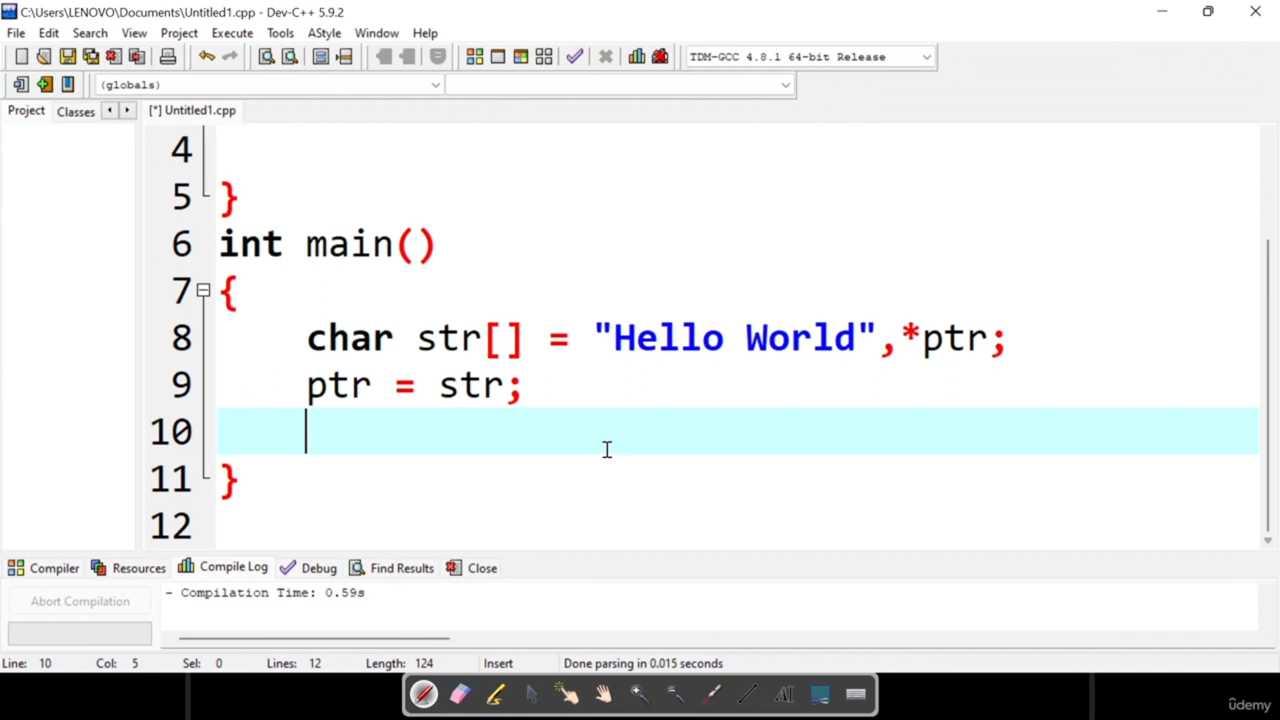 C:\Users\LENOVO\Documents\Untitled1.cpp - Dev-C++ 5.9.2
File Edit Search View Project Execute Tools AStyle Window Help
TDM-GCC 4.8.1 64-bit Release
(globals)
Project Classes [*] Untitled1.cpp
4
5 }
6 int main()
7 {
8 char str[] = "Hello World",*ptr;
9 ptr = str;
10
11 }
12
Compiler Resources Compile Log Debug Find Results Close
Abort Compilation
- Compilation Time: 0.59s
Line: 10 Col: 5 Sel: 0 Lines: 12 Length: 124 Insert Done parsing in 0.015 seconds
AI
ûdemy